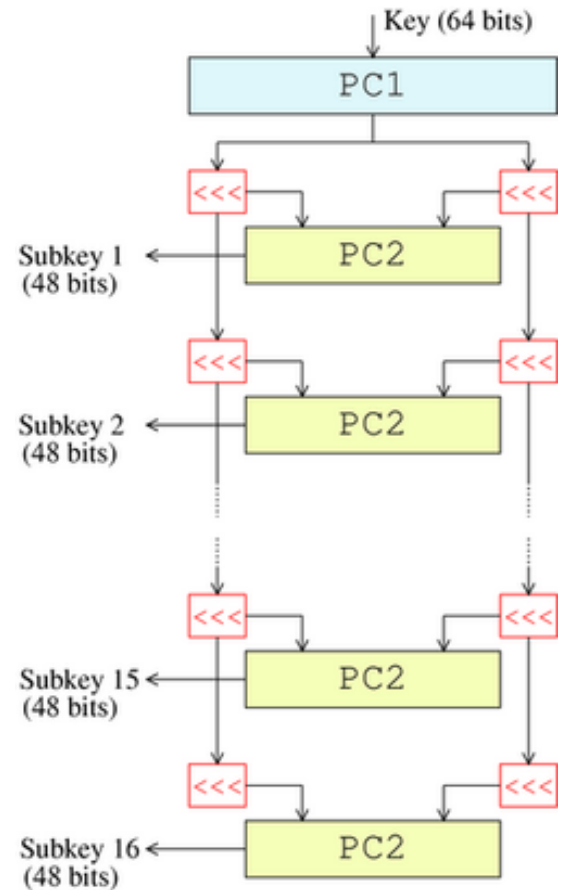 Key (64 bits)
PC1
<<< <<<
PC2
Subkey 1
(48 bits)
<<< <<<
PC2
Subkey 2
(48 bits)
<<< <<<
PC2
Subkey 15
(48 bits)
<<< <<<
PC2
Subkey 16
(48 bits)